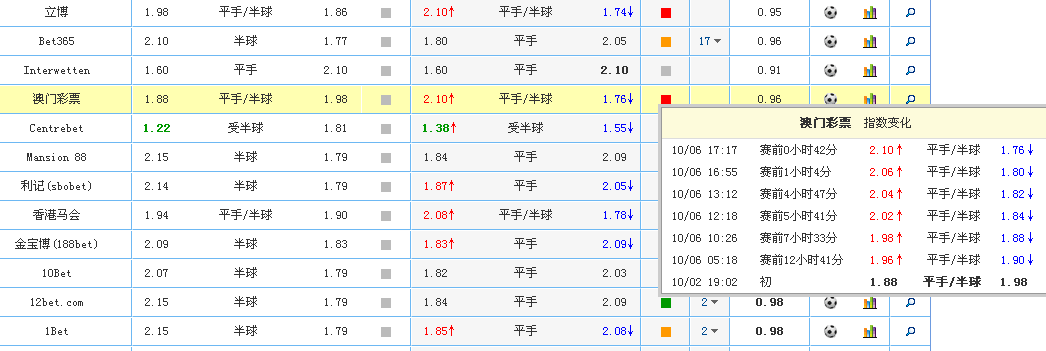 立博 1.98 平手/半球 1.86 2.10↑ 平手/半球 1.74↓ 0.95
Bet365 2.10 半球 1.77 1.80 平手 2.05 17 0.96
Interwetten 1.60 平手 2.10 1.60 平手 2.10 0.91
澳门彩票 1.88 平手/半球 1.98 2.10↑ 平手/半球 1.76↓ 0.96
Centrebet 1.22 受半球 1.81 1.38↑ 受半球 1.55↓
Mansion 88 2.15 半球 1.79 1.84 平手 2.09
利记(sbobet) 2.14 半球 1.79 1.87↑ 平手 2.05↓
香港马会 1.94 平手/半球 1.90 2.08↑ 平手/半球 1.78↓
金宝博(188bet) 2.09 半球 1.83 1.83↑ 平手 2.09↓
10Bet 2.07 半球 1.79 1.82 平手 2.03
12bet.com 2.15 半球 1.79 1.84 平手 2.09 2 0.98
1Bet 2.15 半球 1.79 1.85↑ 平手 2.08↓ 2 0.98
澳门彩票 指数变化
10/06 17:17 赛前0小时42分 2.10↑ 平手/半球 1.76↓
10/06 16:55 赛前1小时4分 2.06↑ 平手/半球 1.80↓
10/06 13:12 赛前4小时47分 2.04↑ 平手/半球 1.82↓
10/06 12:18 赛前5小时41分 2.02↑ 平手/半球 1.84↓
10/06 10:26 赛前7小时33分 1.98↑ 平手/半球 1.88↓
10/06 05:18 赛前12小时41分 1.96↑ 平手/半球 1.90↓
10/02 19:02 初 1.88 平手/半球 1.98